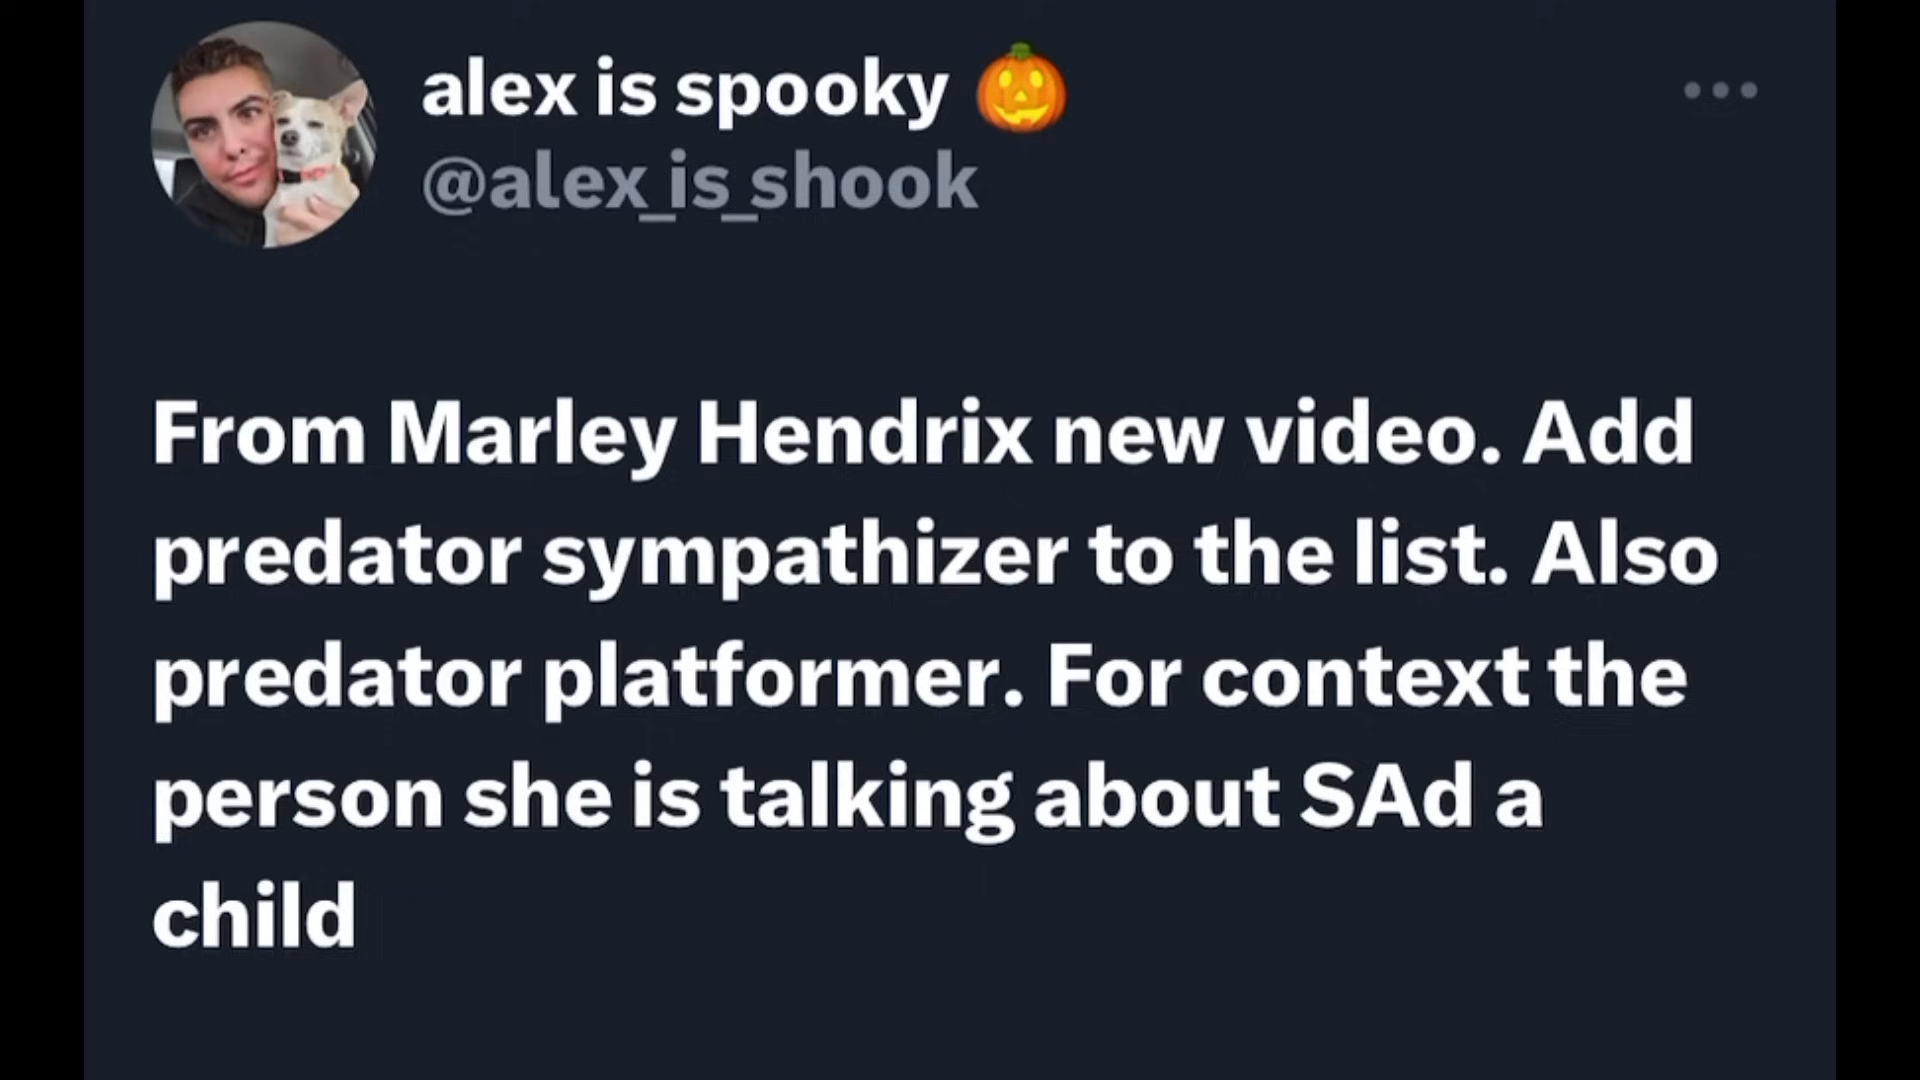 alex is spooky 🎃
@alex_is_shook
From Marley Hendrix new video. Add
predator sympathizer to the list. Also
predator platformer. For context the
person she is talking about SAd a
child